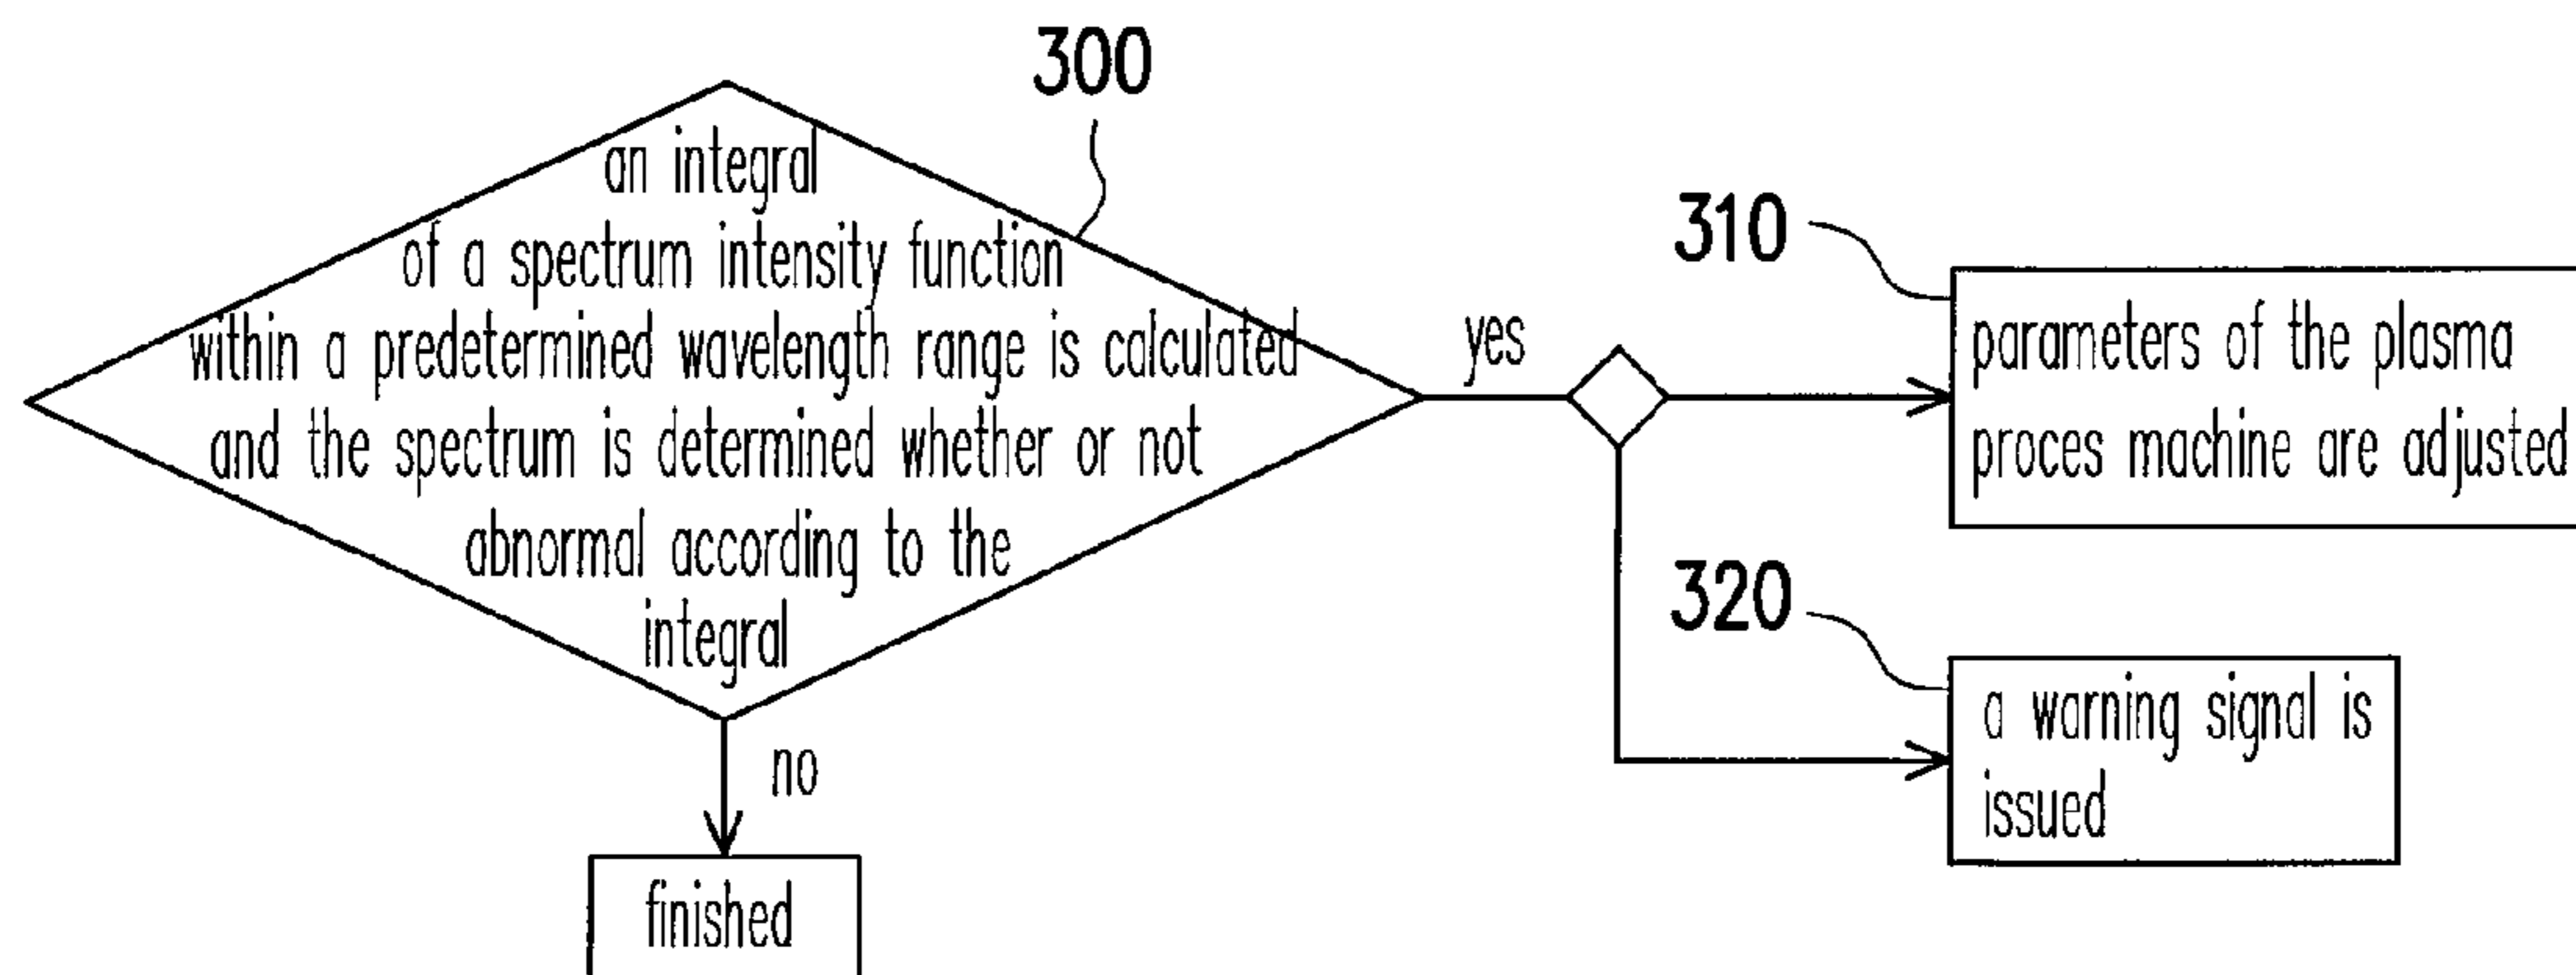 300
an integral
of a spectrum intensity function
within a predetermined wavelength range is calculated
and the spectrum is determined whether or not
abnormal according to the
integral
yes
no
finished
310
parameters of the plasma
proces machine are adjusted
320
a warning signal is
issued